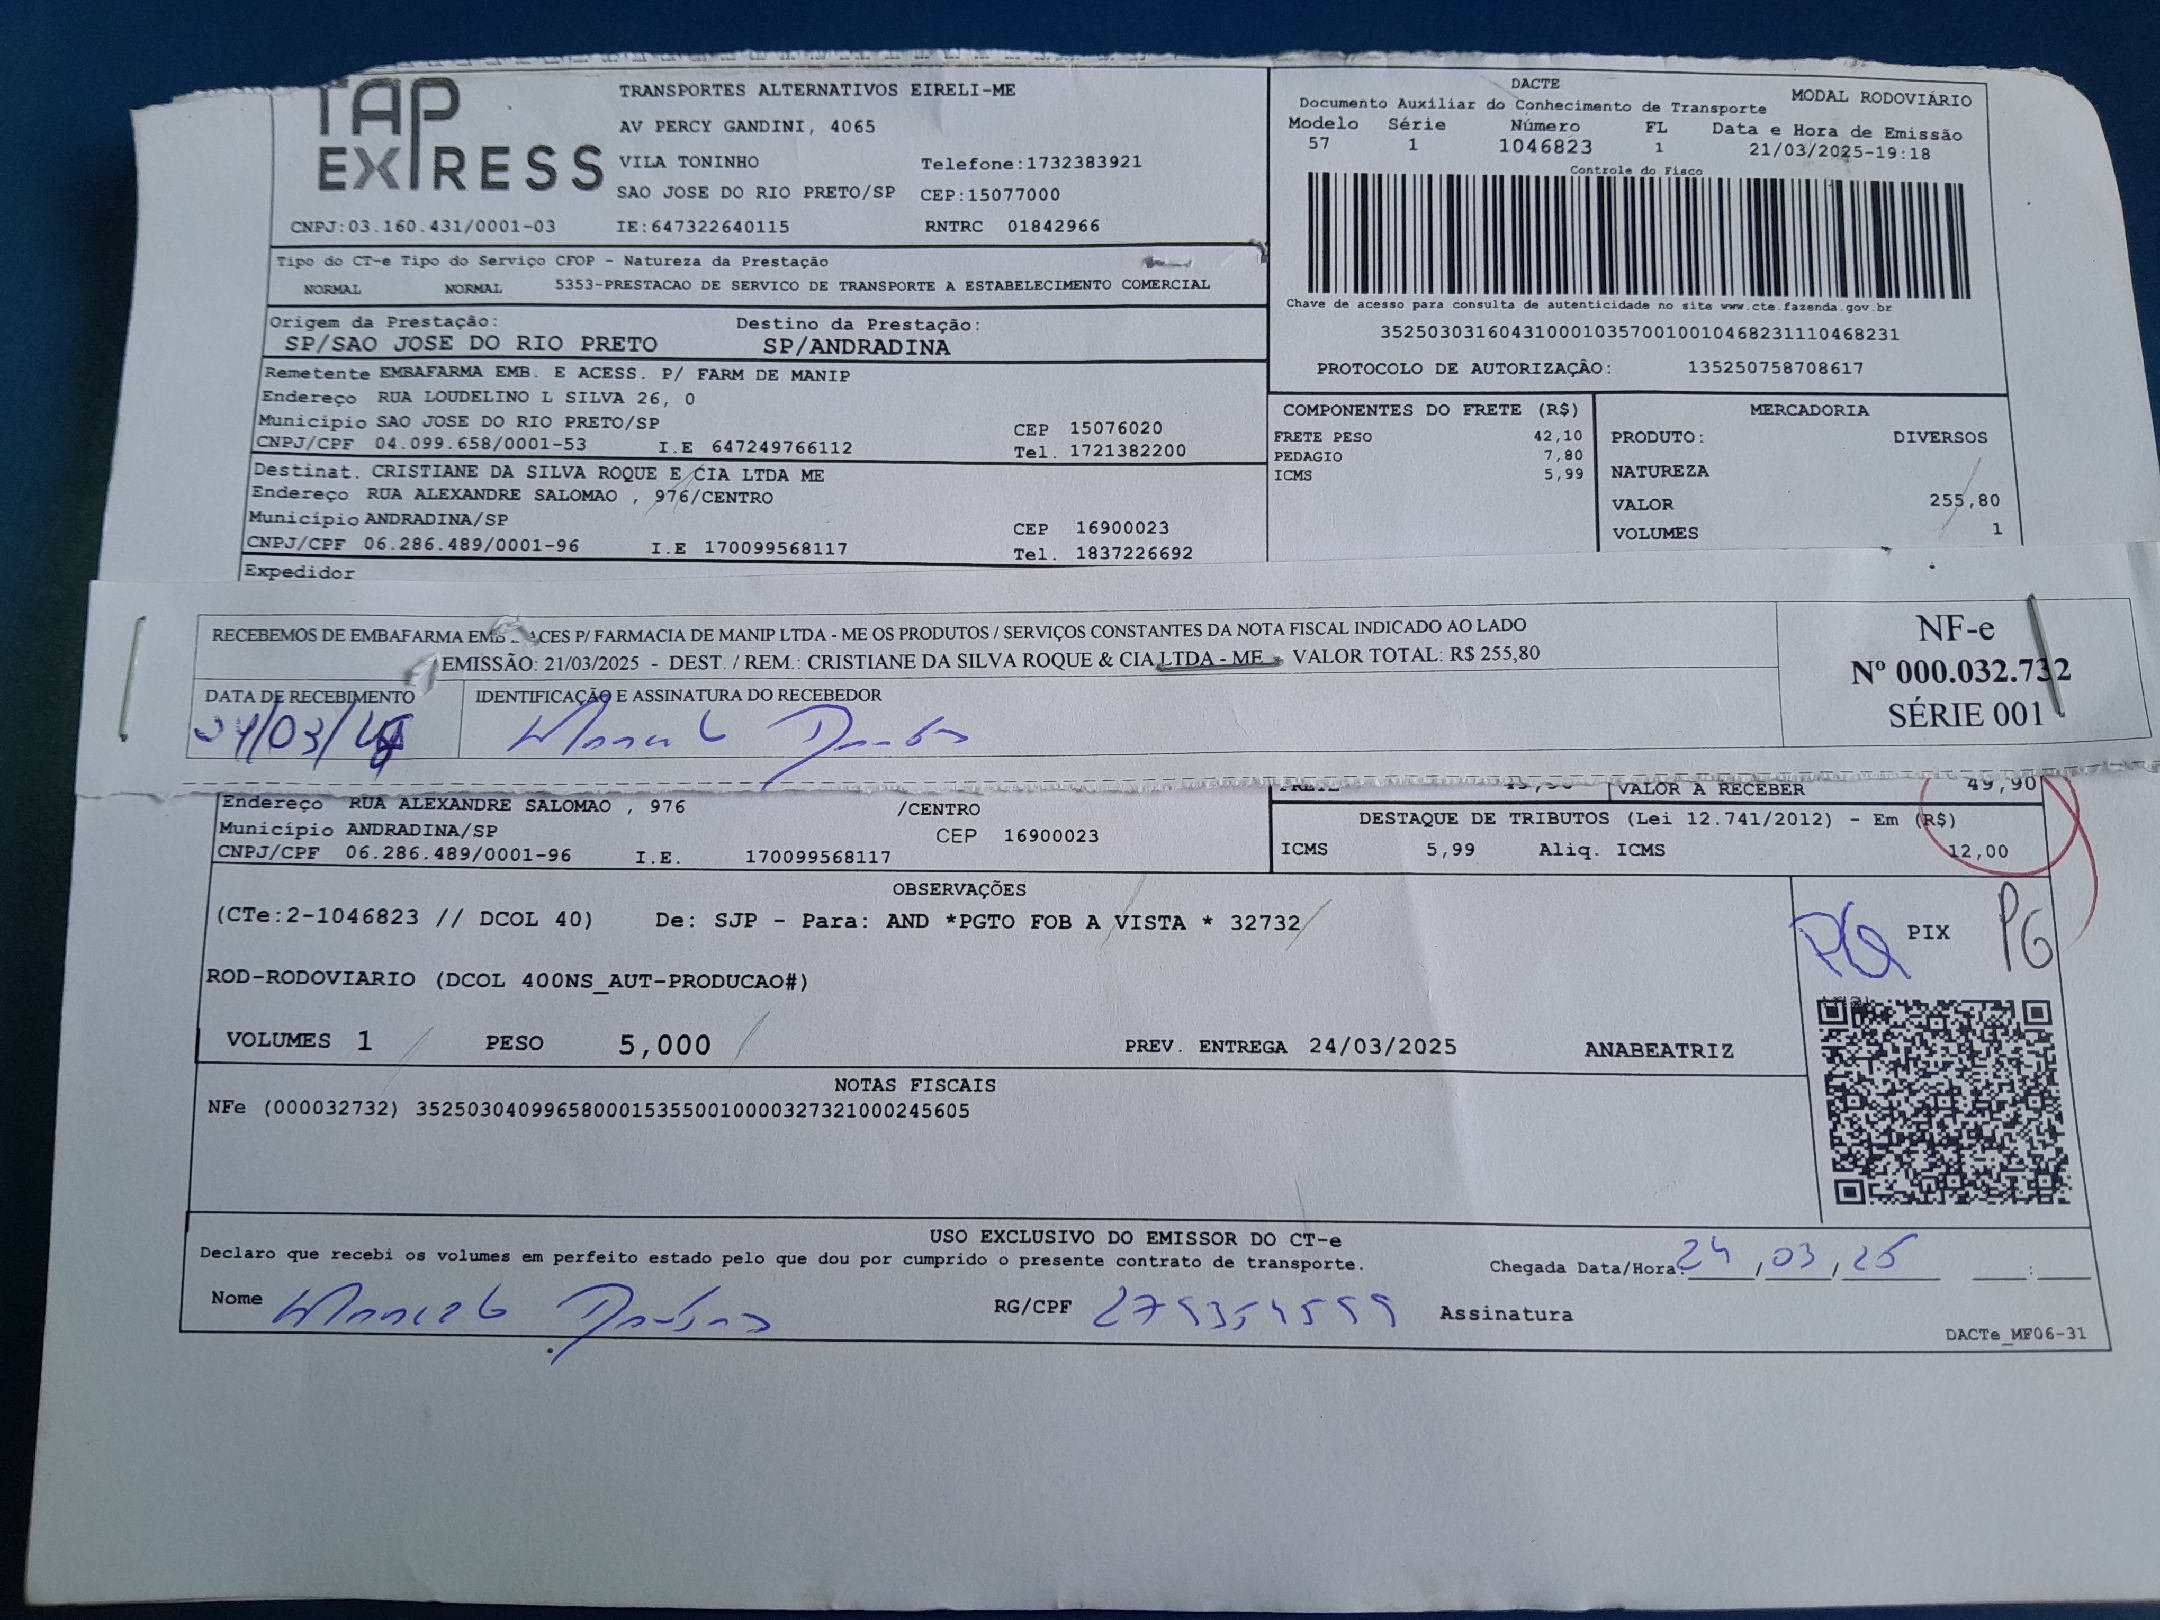 TAP
EXPRESS
TRANSPORTES ALTERNATIVOS EIRELI-ME
AV PERCY GANDINI, 4065
VILA TONINHO Telefone:1732383921
SAO JOSE DO RIO PRETO/SP CEP:15077000
CNPJ:03.160.431/0001-03 IE:647322640115 RNTRC 01842966
DACTE
MODAL RODOVIÁRIO
Documento Auxiliar do Conhecimento de Transporte
Modelo Série Número FL Data e Hora de Emissão
57 1 1046823 1 21/03/2025-19:18
Controle do Fisco
Chave de acesso para consulta de autenticidade no site www.cte.fazenda.gov.br
35250303160431000103570010010468231110468231
PROTOCOLO DE AUTORIZAÇÃO: 135250758708617
Tipo do CT-e Tipo do Serviço CFOP - Natureza da Prestação
NORMAL NORMAL 5353-PRESTACAO DE SERVICO DE TRANSPORTE A ESTABELECIMENTO COMERCIAL
Origem da Prestação: Destino da Prestação:
SP/SAO JOSE DO RIO PRETO SP/ANDRADINA
Remetente EMBAFARMA EMB. E ACESS. P/ FARM DE MANIP
Endereço RUA LOUDELINO L SILVA 26, 0
Município SAO JOSE DO RIO PRETO/SP CEP 15076020
CNPJ/CPF 04.099.658/0001-53 I.E 647249766112 Tel. 1721382200
Destinat. CRISTIANE DA SILVA ROQUE E CIA LTDA ME
Endereço RUA ALEXANDRE SALOMAO , 976/CENTRO
Município ANDRADINA/SP CEP 16900023
CNPJ/CPF 06.286.489/0001-96 I.E 170099568117 Tel. 1837226692
Expedidor
COMPONENTES DO FRETE (R$)
FRETE PESO 42,10
PEDAGIO 7,80
ICMS 5,99
MERCADORIA
PRODUTO: DIVERSOS
NATUREZA
VALOR 255,80
VOLUMES 1
RECEBEMOS DE EMBAFARMA EMB ACES P/ FARMACIA DE MANIP LTDA - ME OS PRODUTOS / SERVIÇOS CONSTANTES DA NOTA FISCAL INDICADO AO LADO
EMISSÃO: 21/03/2025 - DEST. / REM.: CRISTIANE DA SILVA ROQUE & CIA LTDA - ME - VALOR TOTAL: R$ 255,80
DATA DE RECEBIMENTO IDENTIFICAÇÃO E ASSINATURA DO RECEBEDOR
NF-e
Nº 000.032.732
SÉRIE 001
Endereço RUA ALEXANDRE SALOMAO , 976 /CENTRO
Município ANDRADINA/SP CEP 16900023
CNPJ/CPF 06.286.489/0001-96 I.E. 170099568117
FRETE 49,90 VALOR A RECEBER 49,90
DESTAQUE DE TRIBUTOS (Lei 12.741/2012) - Em (R$)
ICMS 5,99 Aliq. ICMS 12,00
OBSERVAÇÕES
(CTe:2-1046823 // DCOL 40) De: SJP - Para: AND *PGTO FOB A VISTA * 32732
ROD-RODOVIARIO (DCOL 400NS_AUT-PRODUCAO#)
VOLUMES 1 PESO 5,000 PREV. ENTREGA 24/03/2025 ANABEATRIZ
PG PIX PG
NOTAS FISCAIS
NFe (000032732) 35250304099658000153550010000327321000245605
USO EXCLUSIVO DO EMISSOR DO CT-e
Declaro que recebi os volumes em perfeito estado pelo que dou por cumprido o presente contrato de transporte.
Chegada Data/Hora: 24,03,25 :
Nome RG/CPF Assinatura
DACTe_MF06-31